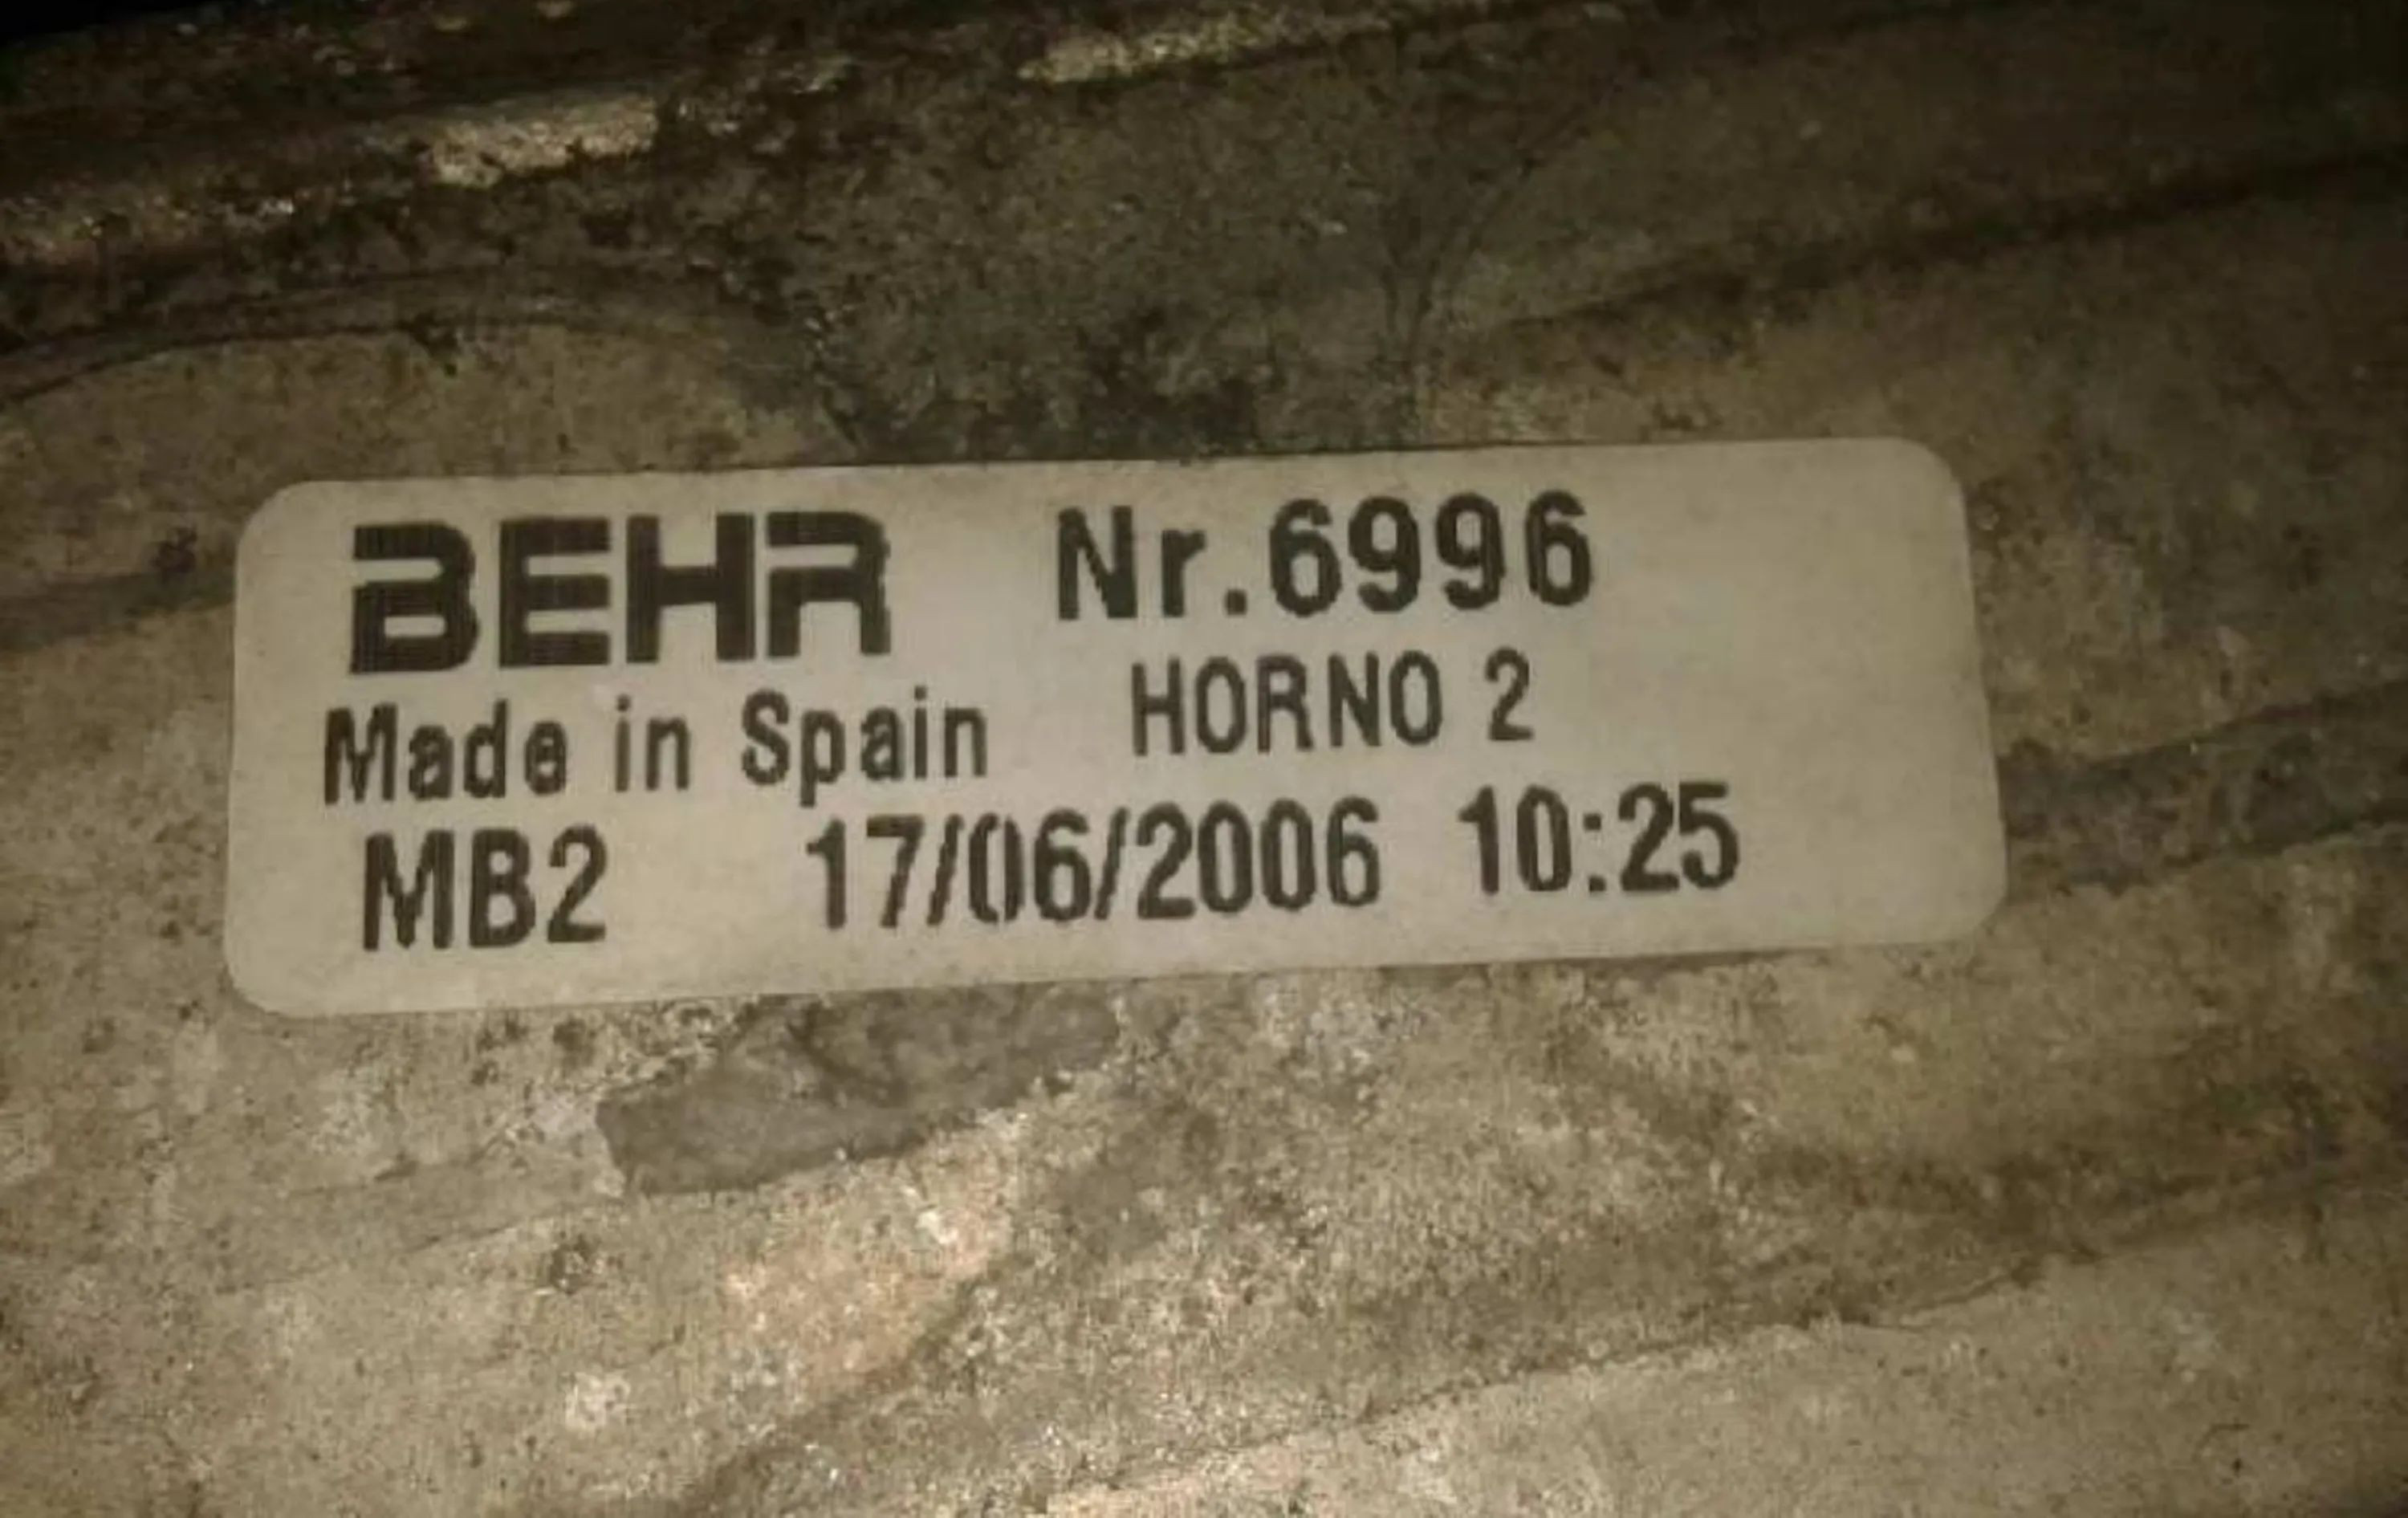 BEHR Nr.6996
Made in Spain HORNO 2
MB2 17/06/2006 10:25